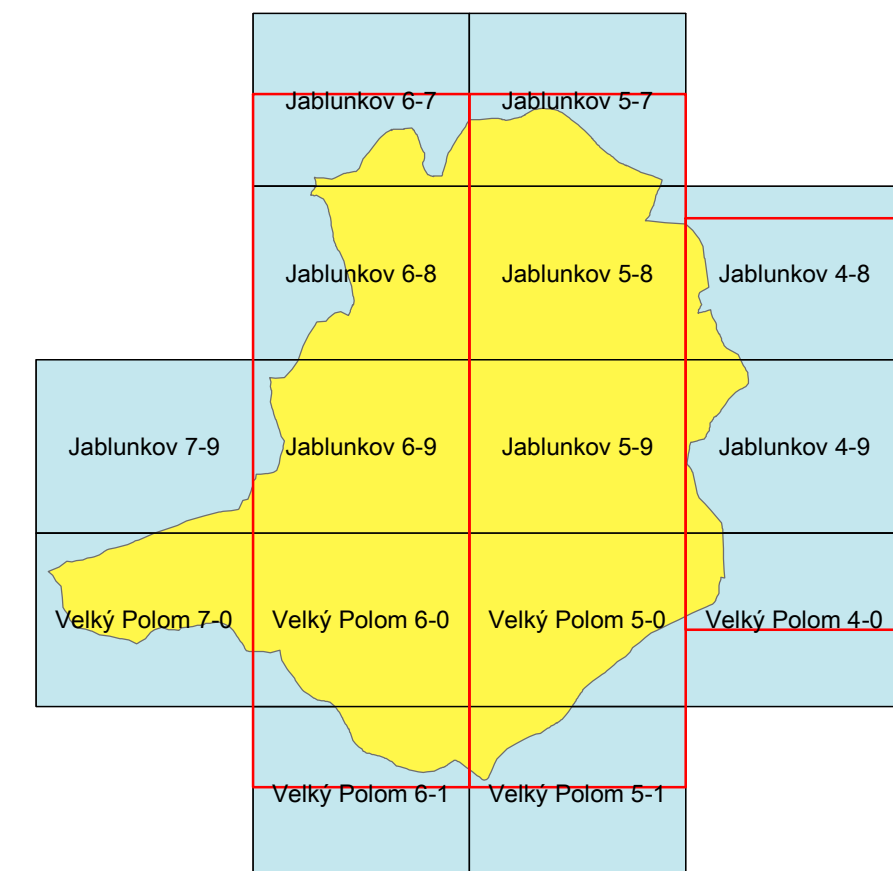 Jablunkov 6-7
Jablunkov 5-7
Jablunkov 6-8
Jablunkov 5-8
Jablunkov 4-8
Jablunkov 7-9
Jablunkov 6-9
Jablunkov 5-9
Jablunkov 4-9
Velký Polom 7-0
Velký Polom 6-0
Velký Polom 5-0
Velký Polom 4-0
Velký Polom 6-1
Velký Polom 5-1